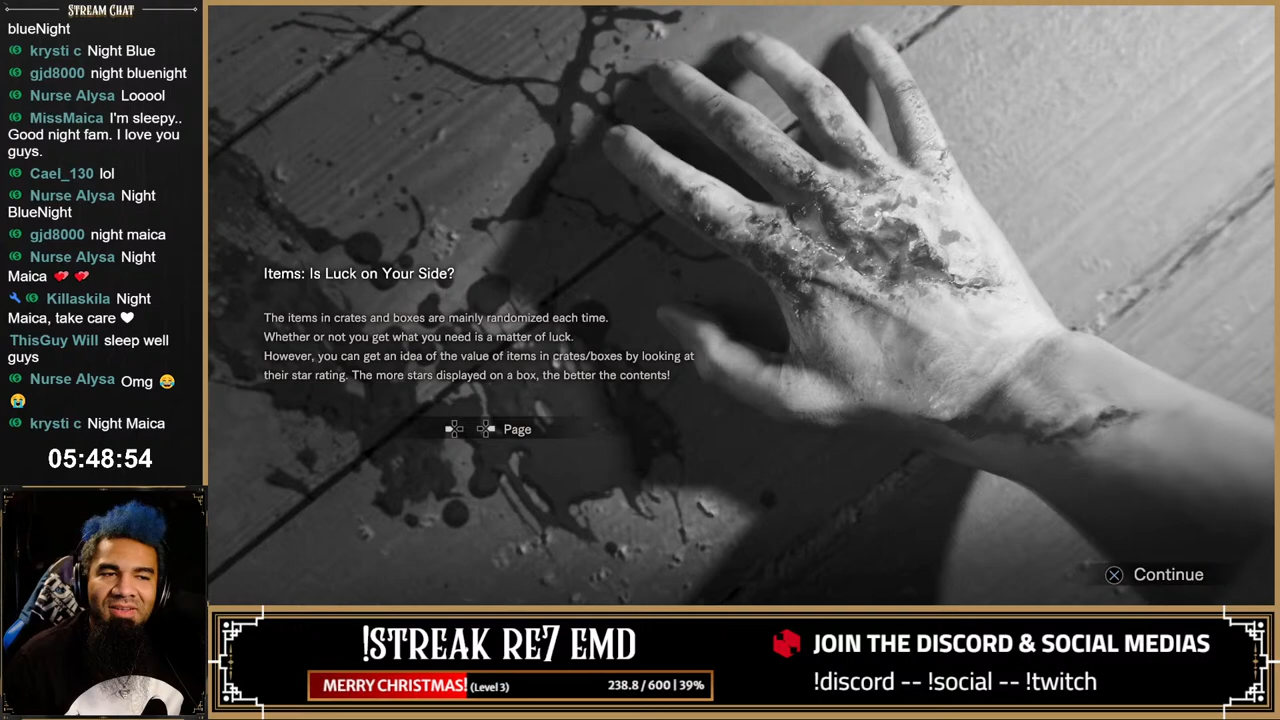 STREAM CHAT
blueNight
krysti c Night Blue
gjd8000 night bluenight
Nurse Alysa Looool
MissMaica I'm sleepy..
Good night fam. I love you
guys.
Cael_130 lol
Nurse Alysa Night
BlueNight
gjd8000 night maica
Nurse Alysa Night
Maica
Killaskila Night
Maica, take care
ThisGuy Will sleep well
guys
Nurse Alysa Omg
krysti c Night Maica
05:48:54
Items: Is Luck on Your Side?
The items in crates and boxes are mainly randomized each time.
Whether or not you get what you need is a matter of luck.
However, you can get an idea of the value of items in crates/boxes by looking at
their star rating. The more stars displayed on a box, the better the contents!
Page
Continue
!STREAK RE7 EMD
MERRY CHRISTMAS! (Level 3) 238.8 / 600 | 39%
JOIN THE DISCORD & SOCIAL MEDIAS
!discord -- !social -- !twitch